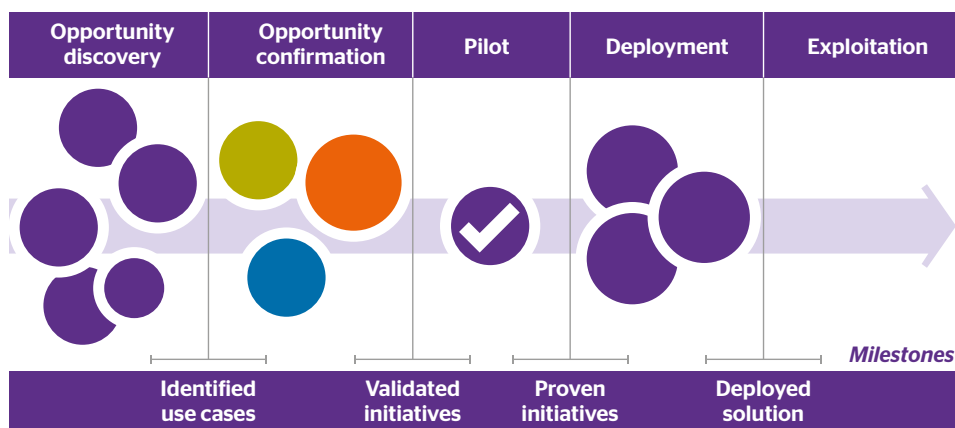 Opportunity
discovery
Opportunity
confirmation
Pilot
Deployment
Exploitation
Milestones
Identified
use cases
Validated
initiatives
Proven
initiatives
Deployed
solution